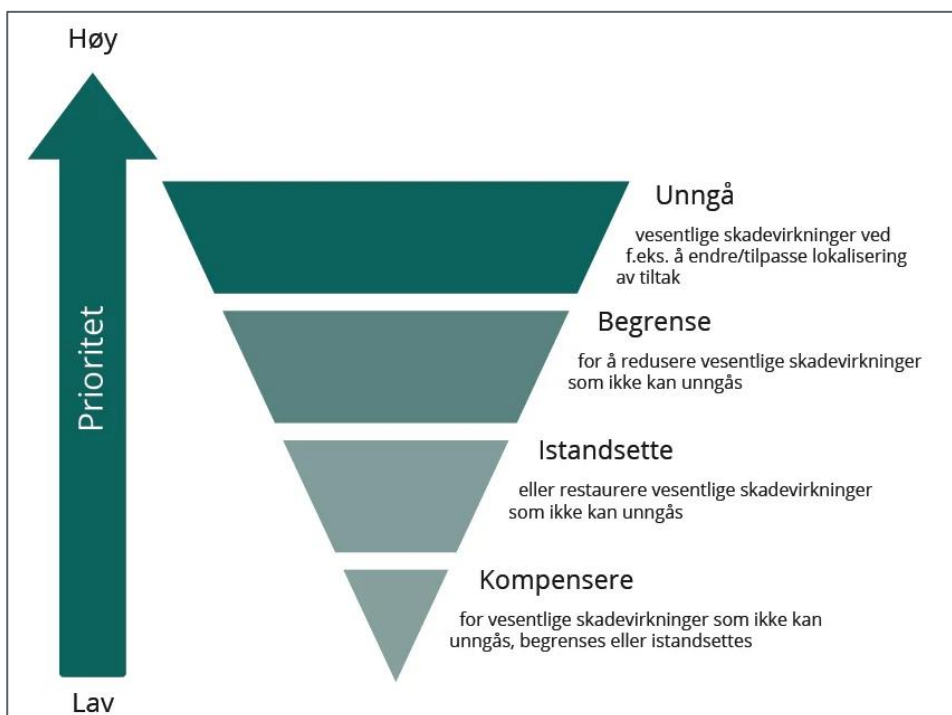 Høy
Prioritet
Lav
Unngå
vesentlige skadevirkninger ved
f.eks. å endre/tilpasse lokalisering
av tiltak
Begrense
for å redusere vesentlige skadevirkninger
som ikke kan unngås
Istandsette
eller restaurere vesentlige skadevirkninger
som ikke kan unngås
Kompensere
for vesentlige skadevirkninger som ikke kan
unngås, begrenses eller istandsettes